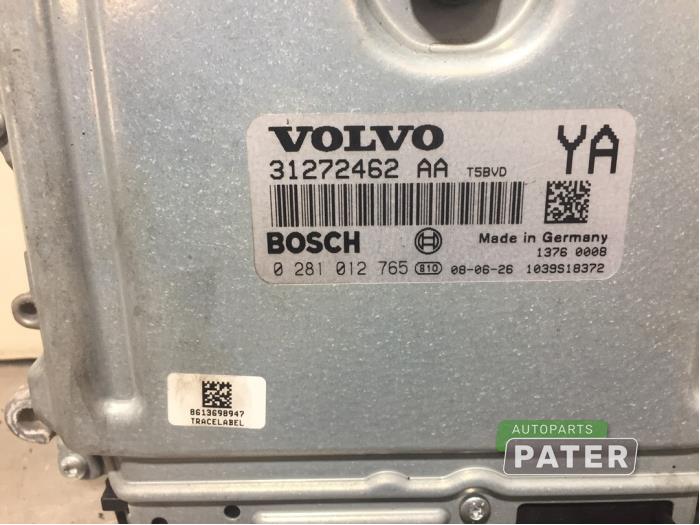 VOLVO
YA
31272462 AA T5BVD
BOSCH
Made in Germany
1376 0008
0 281 012 765 810 08-06-26 1039S18372
8613698947
TRACELABEL
AUTOPARTS
PATER